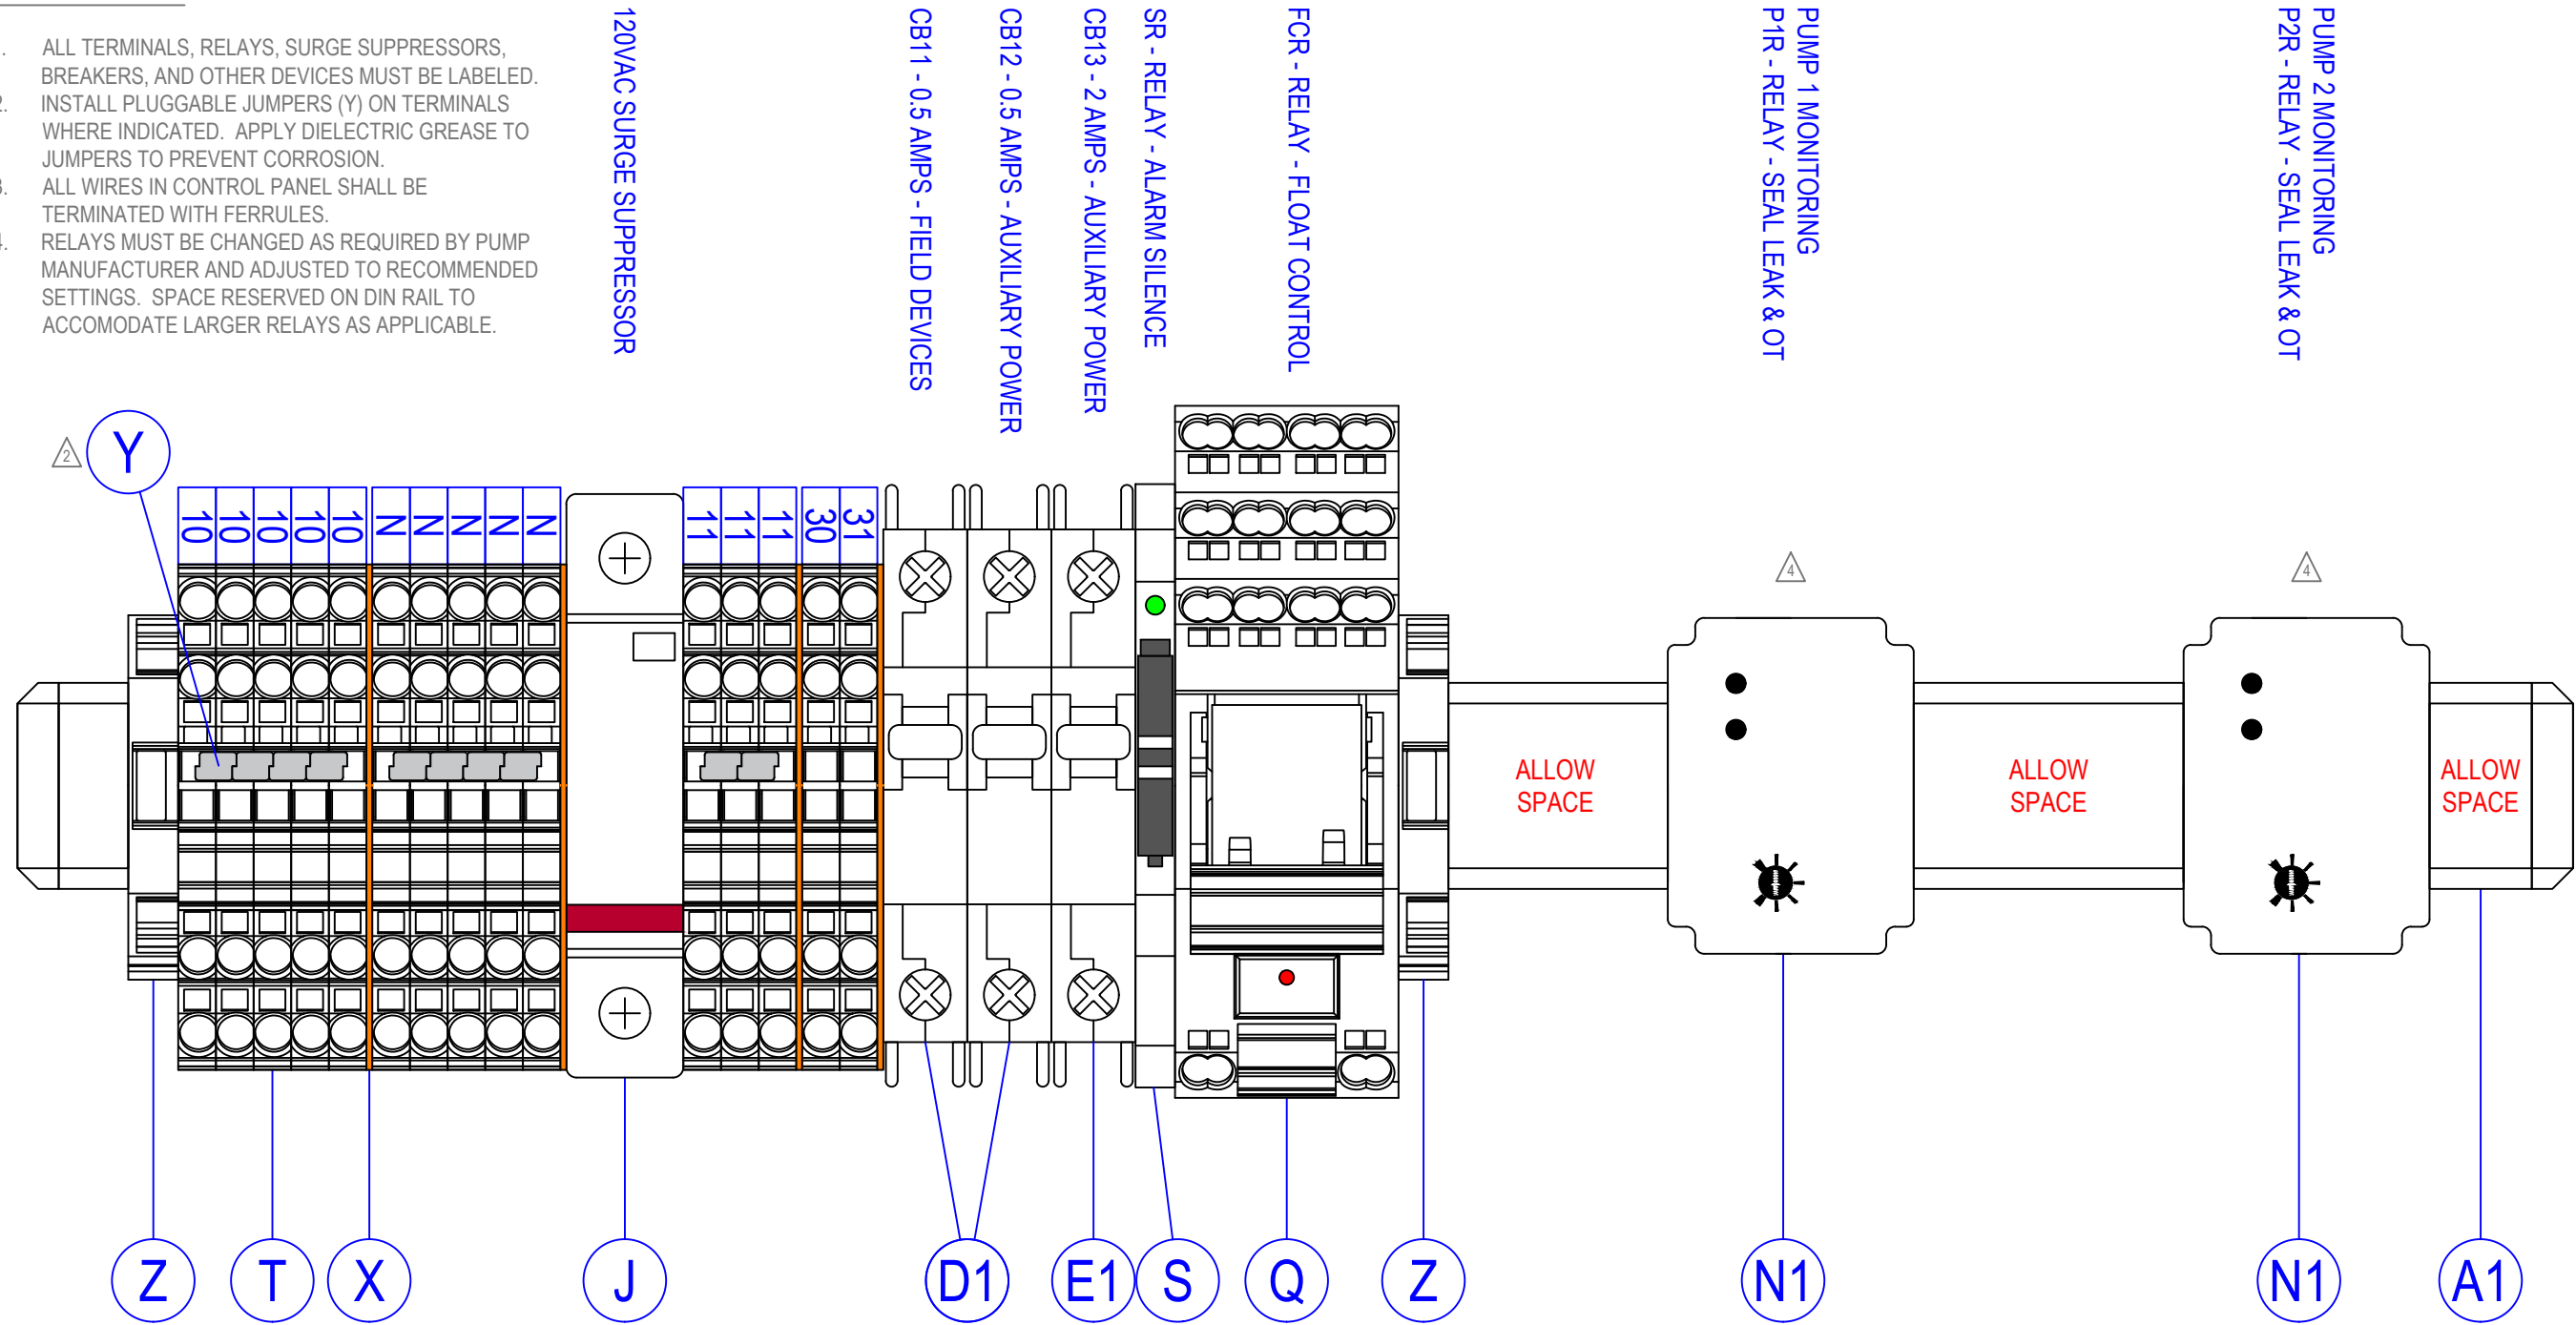 . ALL TERMINALS, RELAYS, SURGE SUPPRESSORS,
BREAKERS, AND OTHER DEVICES MUST BE LABELED.
2. INSTALL PLUGGABLE JUMPERS (Y) ON TERMINALS
WHERE INDICATED. APPLY DIELECTRIC GREASE TO
JUMPERS TO PREVENT CORROSION.
3. ALL WIRES IN CONTROL PANEL SHALL BE
TERMINATED WITH FERRULES.
4. RELAYS MUST BE CHANGED AS REQUIRED BY PUMP
MANUFACTURER AND ADJUSTED TO RECOMMENDED
SETTINGS. SPACE RESERVED ON DIN RAIL TO
ACCOMODATE LARGER RELAYS AS APPLICABLE.
120VAC SURGE SUPPRESSOR
CB11 - 0.5 AMPS - FIELD DEVICES
CB12 - 0.5 AMPS - AUXILIARY POWER
CB13 - 2 AMPS - AUXILIARY POWER
SR - RELAY - ALARM SILENCE
FCR - RELAY - FLOAT CONTROL
PUMP 1 MONITORING
P1R - RELAY - SEAL LEAK & OT
PUMP 2 MONITORING
P2R - RELAY - SEAL LEAK & OT
2
Y
10
10
10
10
10
N
N
N
N
N
11
11
11
30
31
4
4
ALLOW
SPACE
ALLOW
SPACE
ALLOW
SPACE
Z
T
X
J
D1
E1
S
Q
Z
N1
N1
A1